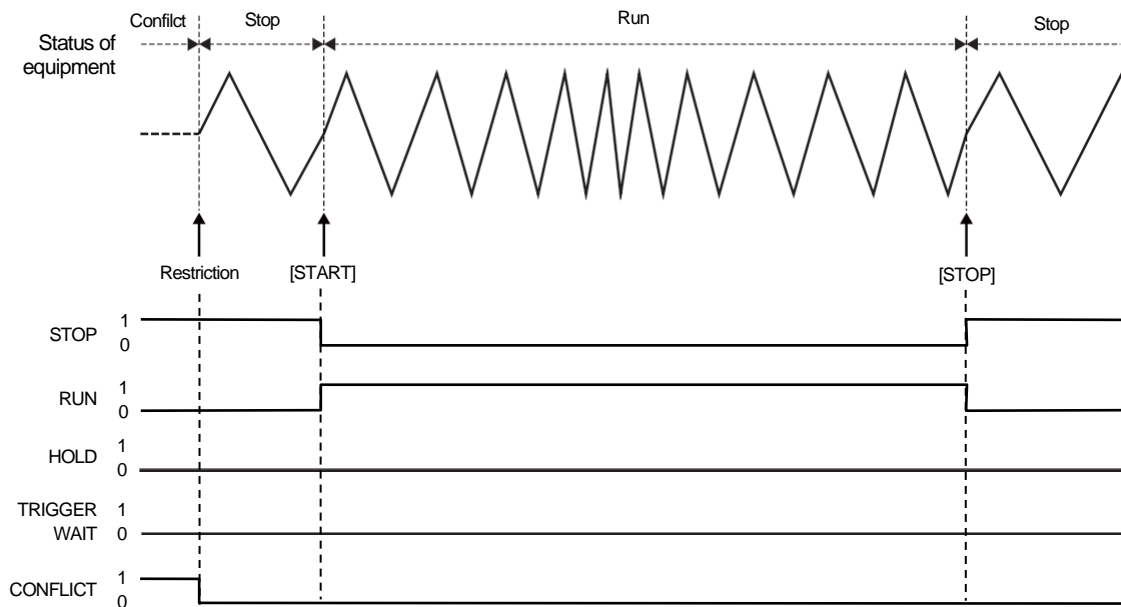 Confilct
Stop
Run
Stop
Status of
equipment
Restriction
[START]
[STOP]
STOP
1
0
RUN
1
0
HOLD
1
0
TRIGGER
WAIT
1
0
CONFLICT
1
0